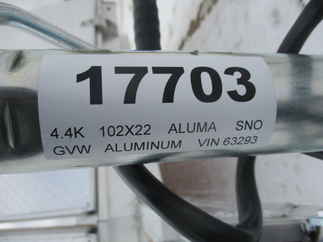 17703
4.4K 102X22 ALUMA SNO
GVW ALUMINUM VIN 63293